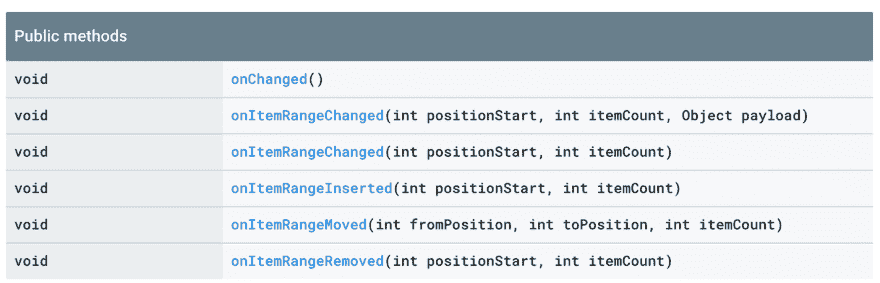 Public methods
void onChanged()
void onItemRangeChanged(int positionStart, int itemCount, Object payload)
void onItemRangeChanged(int positionStart, int itemCount)
void onItemRangeInserted(int positionStart, int itemCount)
void onItemRangeMoved(int fromPosition, int toPosition, int itemCount)
void onItemRangeRemoved(int positionStart, int itemCount)